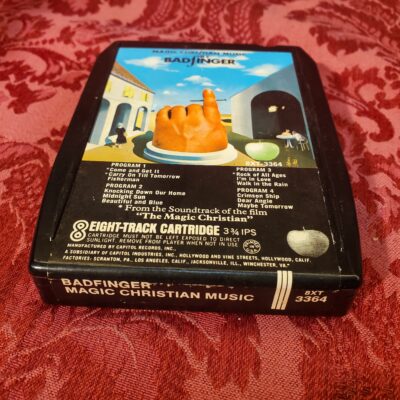 MAGIC CHRISTIAN MUSIC
BY
BADFINGER
8XT-3364
PROGRAM 1
*Come and Get It
*Carry On Till Tomorrow
Fisherman
PROGRAM 2
Knocking Down Our Home
Midnight Sun
Beautiful and Blue
PROGRAM 3
*Rock of All Ages
I'm in Love
Walk in the Rain
PROGRAM 4
Crimson Ship
Dear Angie
Maybe Tomorrow
*From the Soundtrack of the film
"The Magic Christian"
8 EIGHT-TRACK CARTRIDGE 3¾ IPS
CARTRIDGE MUST NOT BE LEFT EXPOSED TO DIRECT
SUNLIGHT. REMOVE FROM PLAYER WHEN NOT IN USE
MANUFACTURED BY CAPITOL RECORDS, INC.,
A SUBSIDIARY OF CAPITOL INDUSTRIES, INC., HOLLYWOOD AND VINE STREETS, HOLLYWOOD, CALIF.
FACTORIES: SCRANTON, PA. LOS ANGELES, CALIF. JACKSONVILLE, ILL., WINCHESTER, VA.
BADFINGER
MAGIC CHRISTIAN MUSIC
8XT
3364